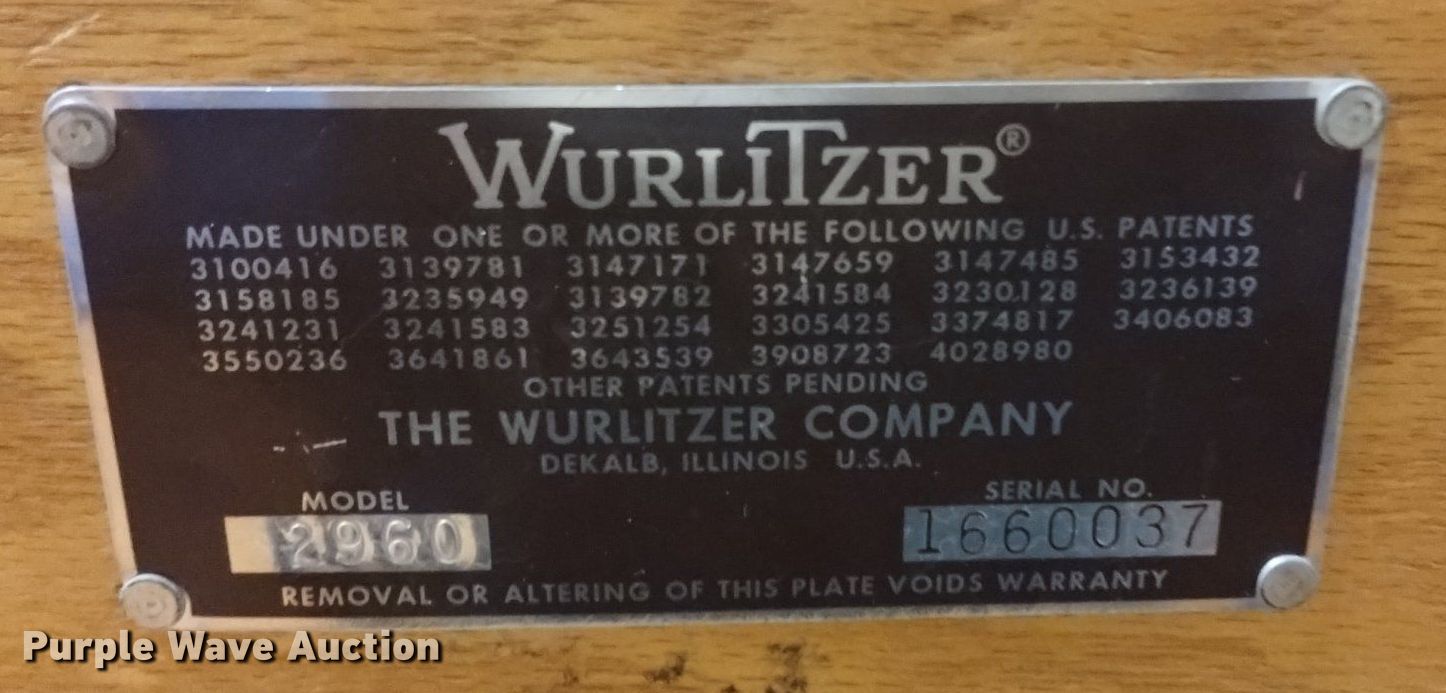 WURLITZER®
MADE UNDER ONE OR MORE OF THE FOLLOWING U.S. PATENTS
3100416 3139781 3147171 3147659 3147485 3153432
3158185 3235949 3139782 3241584 3230128 3236139
3241231 3241583 3251254 3305425 3374817 3406083
3550236 3641861 3643539 3908723 4028980
OTHER PATENTS PENDING
THE WURLITZER COMPANY
DEKALB, ILLINOIS U.S.A.
MODEL
2960
SERIAL NO.
1660037
REMOVAL OR ALTERING OF THIS PLATE VOIDS WARRANTY
Purple Wave Auction